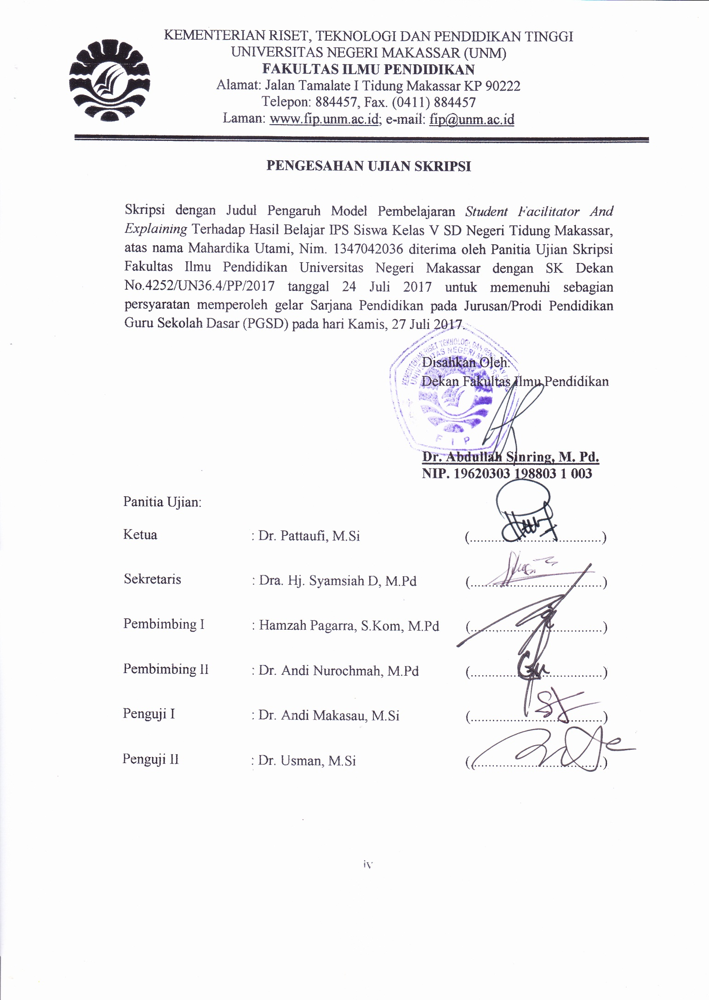 KEMENTERIAN RISET, TEKNOLOGI DAN PENDIDIKAN TINGGI
UNIVERSITAS NEGERI MAKASSAR (UNM)
FAKULTAS ILMU PENDIDIKAN
Alamat: Jalan Tamalate I Tidung Makassar KP 90222
Telepon: 884457, Fax. (0411) 884457
Laman: www.fip.unm.ac.id; e-mail: fip@unm.ac.id
PENGESAHAN UJIAN SKRIPSI
Skripsi dengan Judul Pengaruh Model Pembelajaran Student Facilitator And
Explaining Terhadap Hasil Belajar IPS Siswa Kelas V SD Negeri Tidung Makassar,
atas nama Mahardika Utami, Nim. 1347042036 diterima oleh Panitia Ujian Skripsi
Fakultas Ilmu Pendidikan Universitas Negeri Makassar dengan SK Dekan
No.4252/UN36.4/PP/2017 tanggal 24 Juli 2017 untuk memenuhi sebagian
persyaratan memperoleh gelar Sarjana Pendidikan pada Jurusan/Prodi Pendidikan
Guru Sekolah Dasar (PGSD) pada hari Kamis, 27 Juli 2017.
Disahkan Oleh:
Dekan Fakultas Ilmu Pendidikan
KEMENTERIAN RISET TEKNOLOGI DAN
NEGERI
F I P
Dr. Abdullah Sinring, M. Pd.
NIP. 19620303 198803 1 003
Panitia Ujian:
Ketua : Dr. Pattaufi, M.Si (....................................)
Sekretaris : Dra. Hj. Syamsiah D, M.Pd (....................................)
Pembimbing I : Hamzah Pagarra, S.Kom, M.Pd (....................................)
Pembimbing II : Dr. Andi Nurochmah, M.Pd (....................................)
Penguji I : Dr. Andi Makasau, M.Si (....................................)
Penguji II : Dr. Usman, M.Si (....................................)
iv